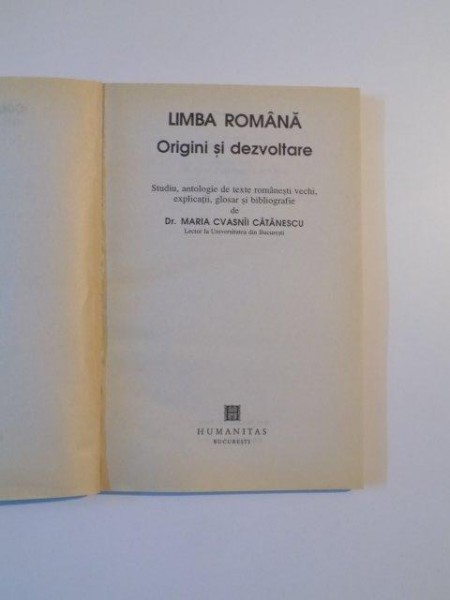 LIMBA ROMÂNĂ
Origini și dezvoltare
Studiu, antologie de texte românești vechi,
explicații, glosar și bibliografie
de
Dr. MARIA CVASNÎI CĂTĂNESCU
Lector la Universitatea din București
HUMANITAS
BUCUREȘTI